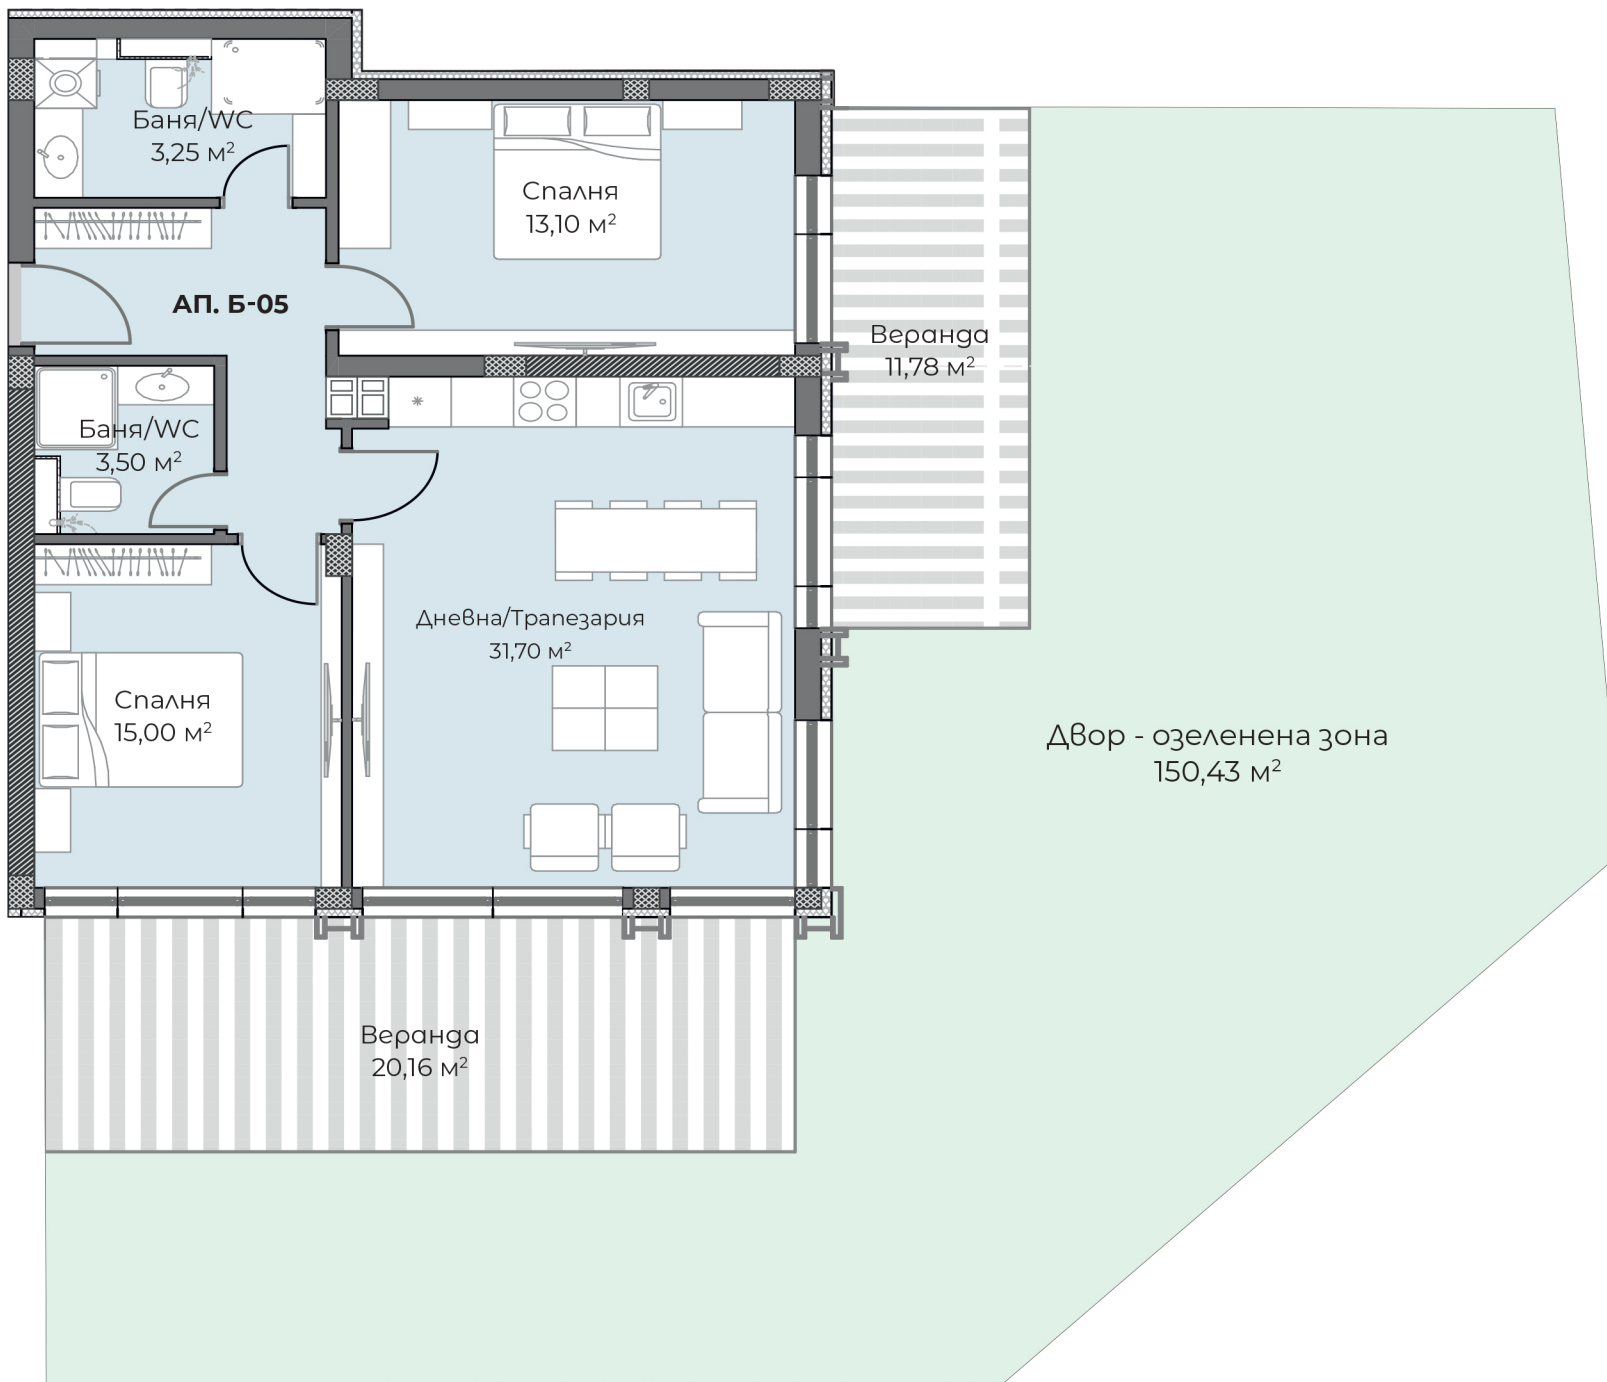 Баня/WC
3,25 м²
Спалня
13,10 м²
АП. Б-05
Веранда
11,78 м²
Баня/WC
3,50 м²
Дневна/Трапезария
31,70 м²
Спалня
15,00 м²
Двор - озеленена зона
150,43 м²
Веранда
20,16 м²